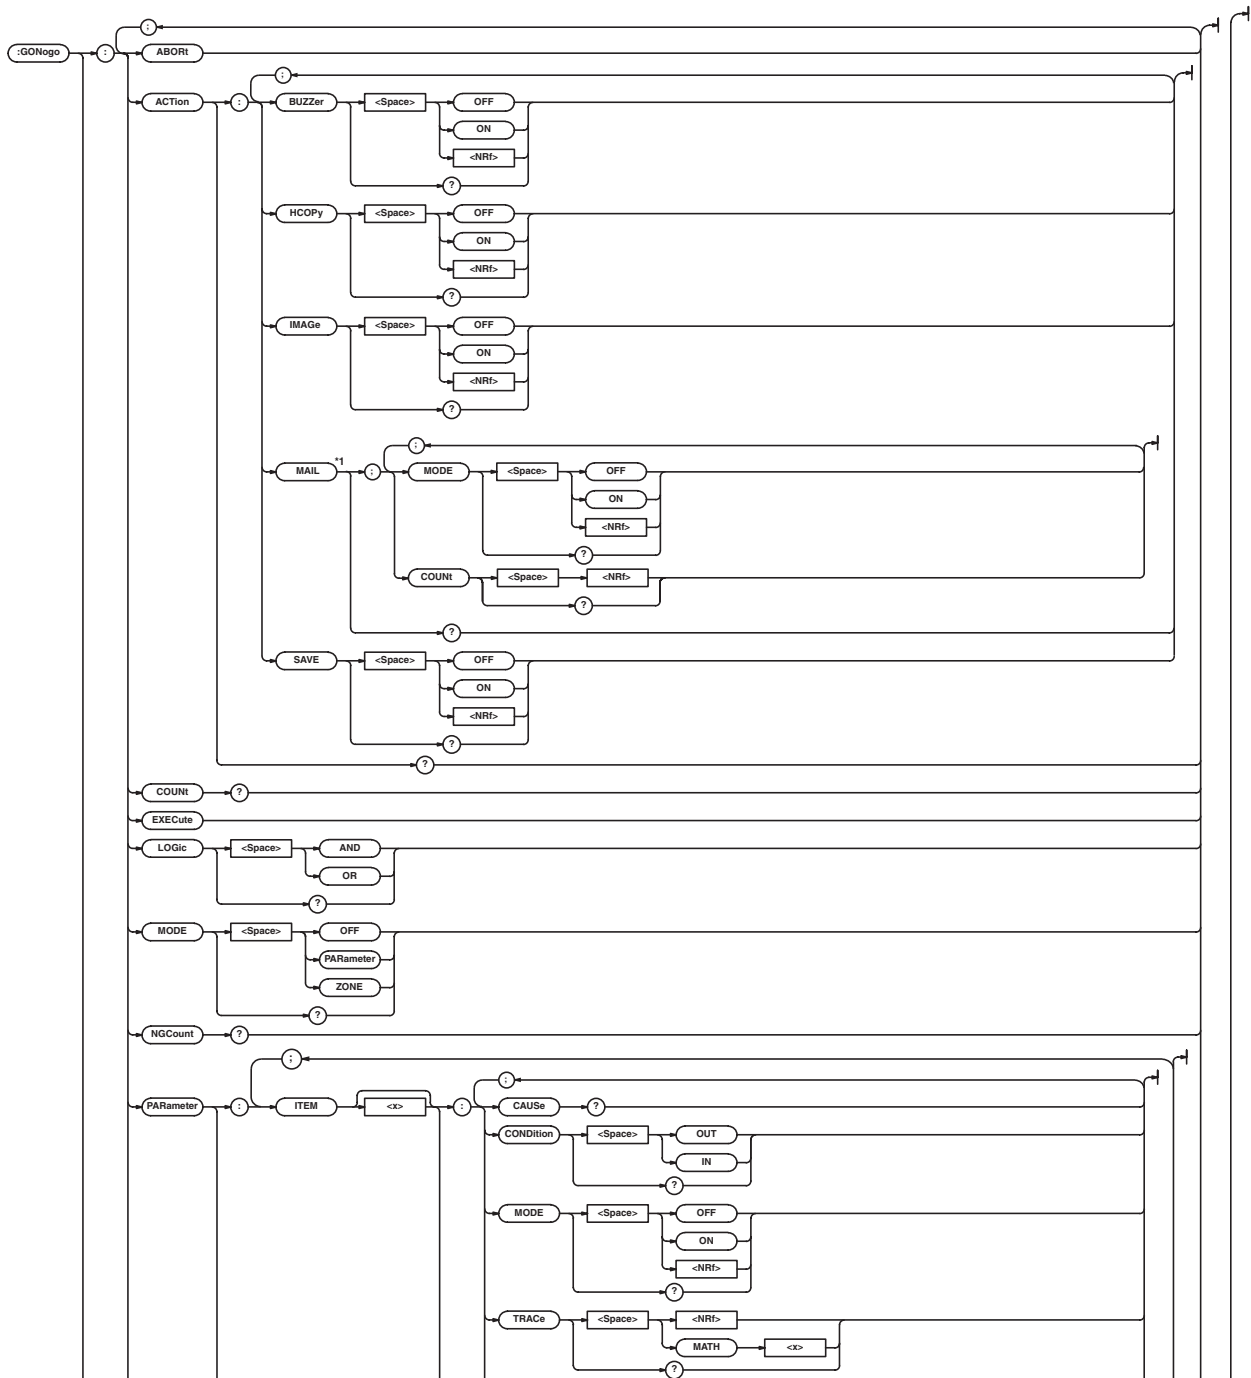 ;
:GONogo : ABORt
;
ACTion : BUZZer <Space> OFF
ON
<NRf>
?
HCOPy <Space> OFF
ON
<NRf>
?
IMAGe <Space> OFF
ON
<NRf>
?
;
MAIL *1 : MODE <Space> OFF
ON
<NRf>
?
COUNt <Space> <NRf>
?
?
SAVE <Space> OFF
ON
<NRf>
?
?
COUNt ?
EXECute
LOGic <Space> AND
OR
?
MODE <Space> OFF
PARameter
ZONE
?
NGCount ?
;
;
PARameter : ITEM <x> : CAUSe ?
CONDition <Space> OUT
IN
?
MODE <Space> OFF
ON
<NRf>
?
TRACe <Space> <NRf>
MATH <x>
?